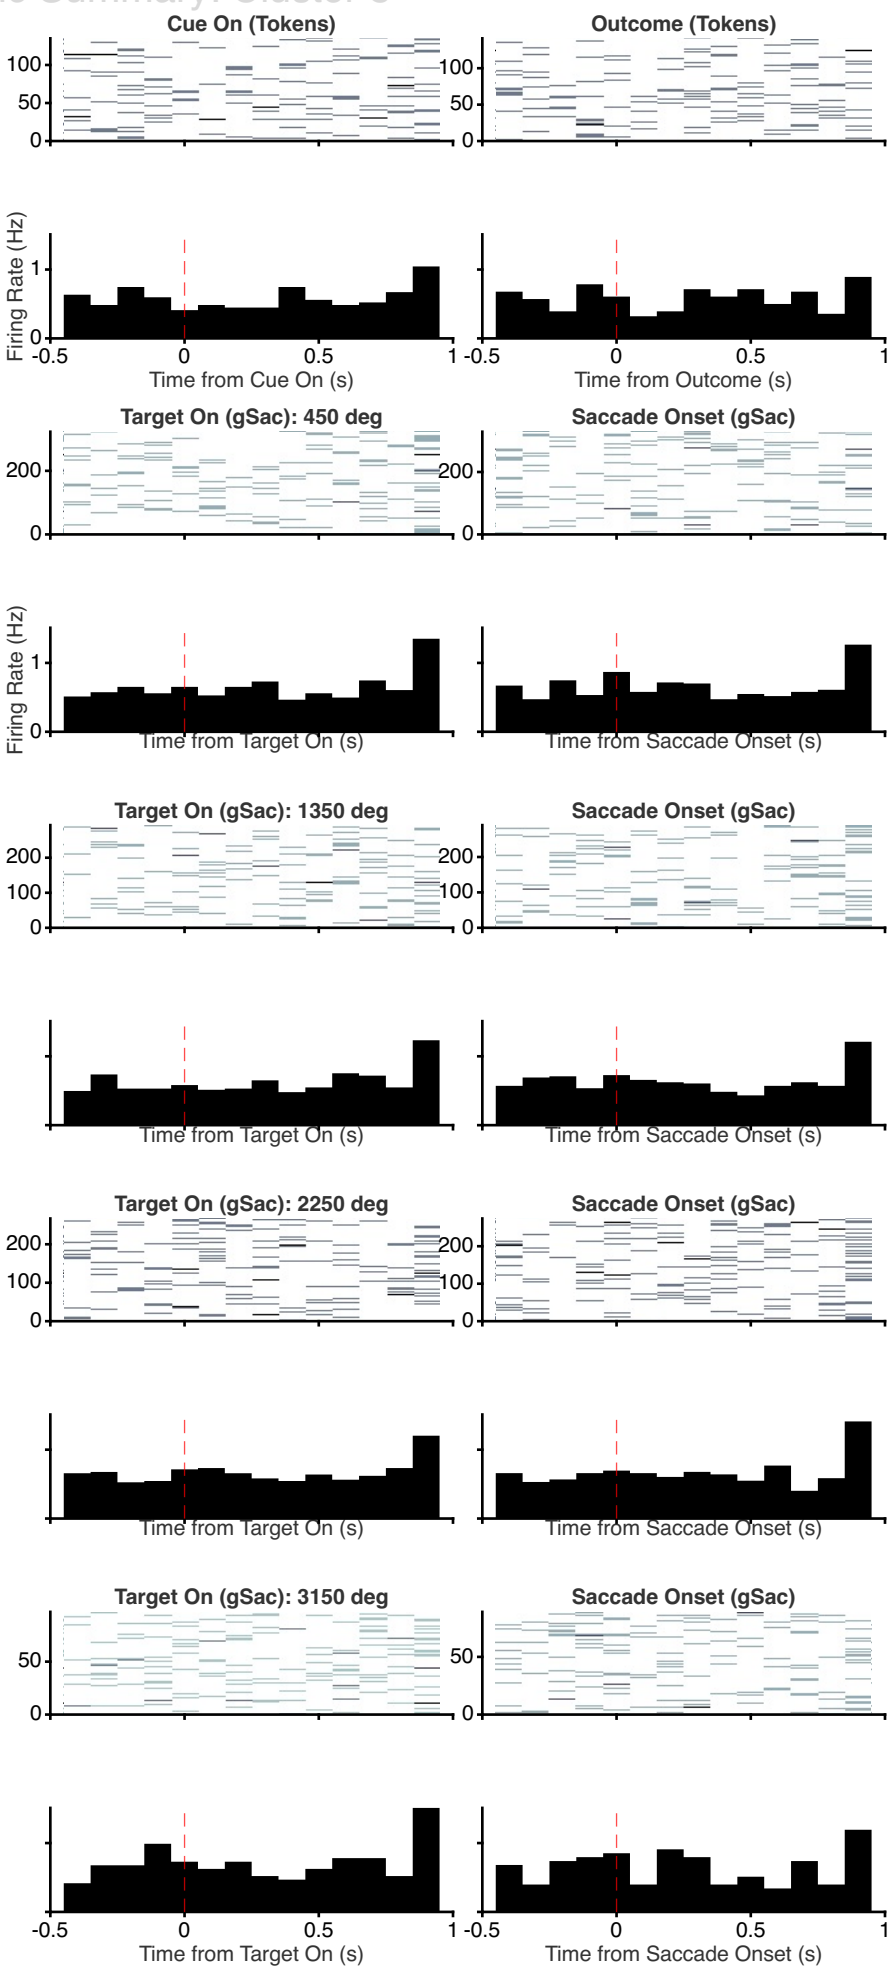 Summary: Cluster
Cue On (Tokens) Outcome (Tokens)
100 100
50 50
0 0
Firing Rate (Hz)
1
0
-0.5 0 0.5 1 -0.5 0 0.5 1
Time from Cue On (s) Time from Outcome (s)
Target On (gSac): 450 deg Saccade Onset (gSac)
200 200
0 0
Firing Rate (Hz)
1
0
Time from Target On (s) Time from Saccade Onset (s)
Target On (gSac): 1350 deg Saccade Onset (gSac)
200 200
100 100
0 0
Time from Target On (s) Time from Saccade Onset (s)
Target On (gSac): 2250 deg Saccade Onset (gSac)
200 200
100 100
0 0
Time from Target On (s) Time from Saccade Onset (s)
Target On (gSac): 3150 deg Saccade Onset (gSac)
50 50
0 0
-0.5 0 0.5 1 -0.5 0 0.5 1
Time from Target On (s) Time from Saccade Onset (s)